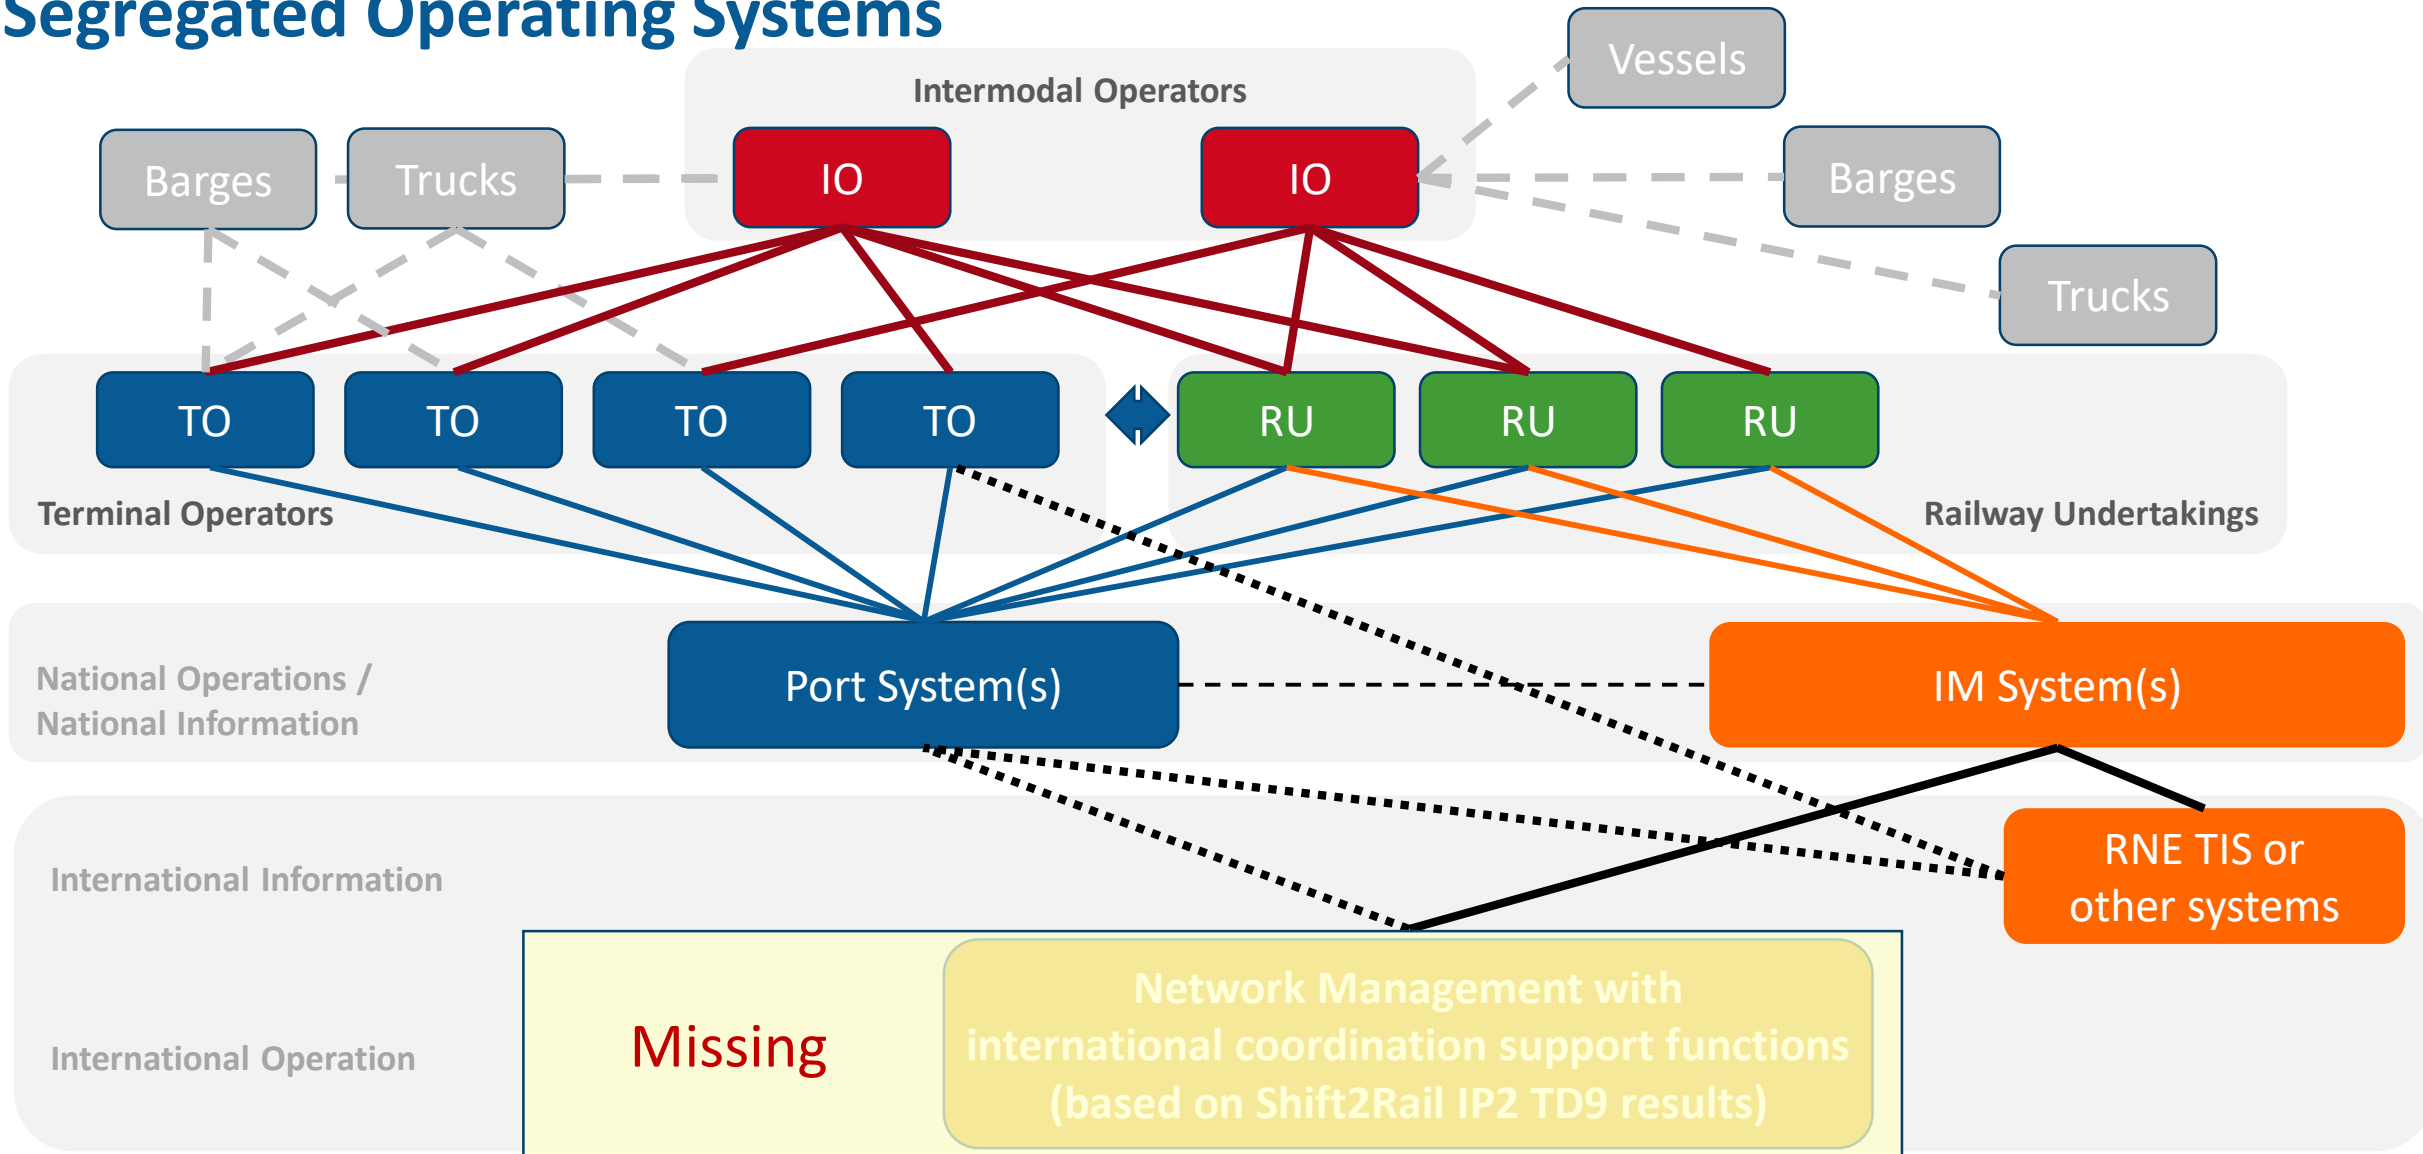 Segregated Operating Systems
Vessels
Intermodal Operators
Barges
Trucks
IO
IO
Barges
Trucks
TO
TO
TO
TO
RU
RU
RU
Terminal Operators
Railway Undertakings
National Operations /
National Information
Port System(s)
IM System(s)
International Information
RNE TIS or
other systems
International Operation
Missing
Network Management with
international coordination support functions
(based on Shift2Rail IP2 TD9 results)